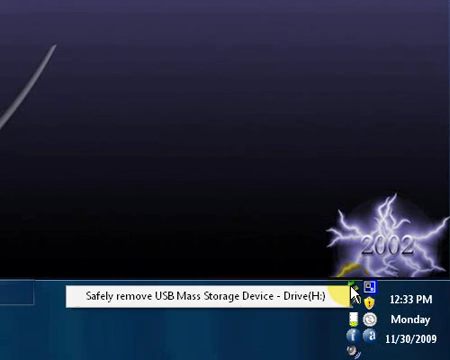 2002
Safely remove USB Mass Storage Device - Drive(H:)
12:33 PM
Monday
11/30/2009